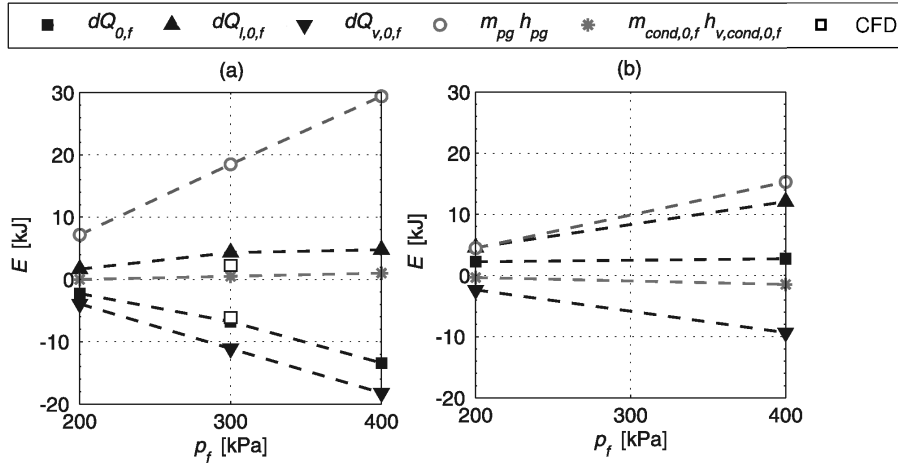 dQ0,f dQl,0,f dQv,0,f mpg hpg mcond,0,f hv,cond,0,f CFD
(a) (b)
30 30
20 20
10 10
0 0
-10 -10
-20 -20
E [kJ] E [kJ]
200 300 400 200 300 400
pf [kPa] pf [kPa]